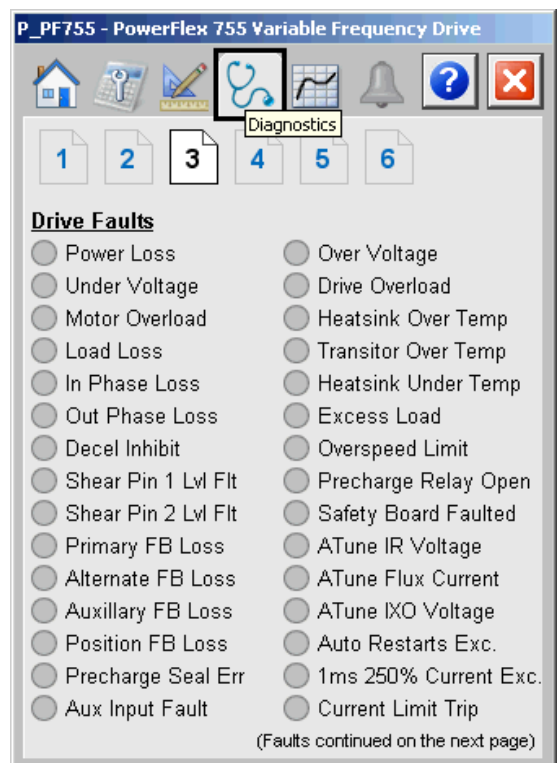 P_PF755 - PowerFlex 755 Variable Frequency Drive
?
Diagnostics
1 2 3 4 5 6
Drive Faults
Power Loss
Under Voltage
Motor Overload
Load Loss
In Phase Loss
Out Phase Loss
Decel Inhibit
Shear Pin 1 Lvl Flt
Shear Pin 2 Lvl Flt
Primary FB Loss
Alternate FB Loss
Auxillary FB Loss
Position FB Loss
Precharge Seal Err
Aux Input Fault
Over Voltage
Drive Overload
Heatsink Over Temp
Transitor Over Temp
Heatsink Under Temp
Excess Load
Overspeed Limit
Precharge Relay Open
Safety Board Faulted
ATune IR Voltage
ATune Flux Current
ATune IXO Voltage
Auto Restarts Exc.
1ms 250% Current Exc.
Current Limit Trip
(Faults continued on the next page)